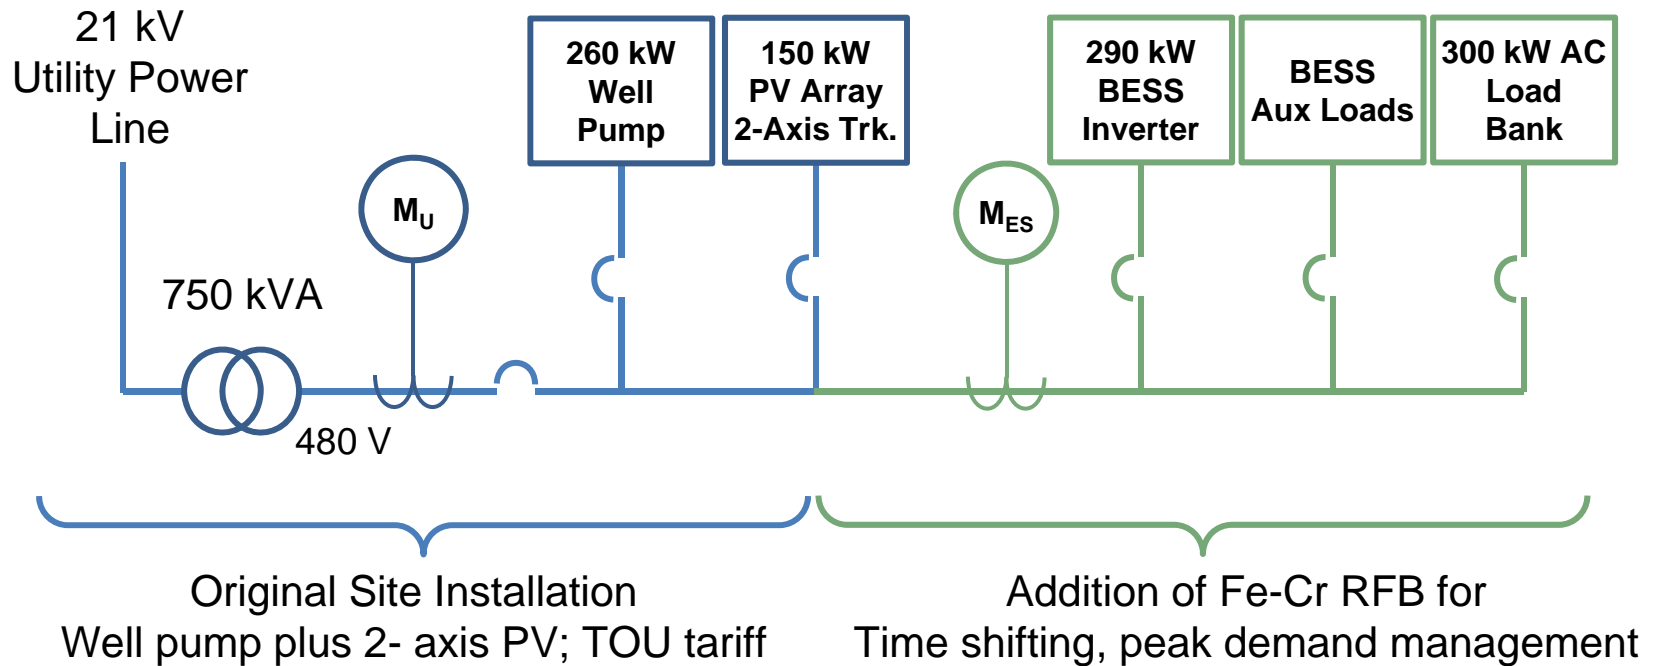 21 kV
Utility Power
Line
260 kW
Well
Pump
150 kW
PV Array
2-Axis Trk.
290 kW
BESS
Inverter
BESS
Aux Loads
300 kW AC
Load
Bank
MU
MES
750 kVA
480 V
Original Site Installation
Well pump plus 2- axis PV; TOU tariff
Addition of Fe-Cr RFB for
Time shifting, peak demand management